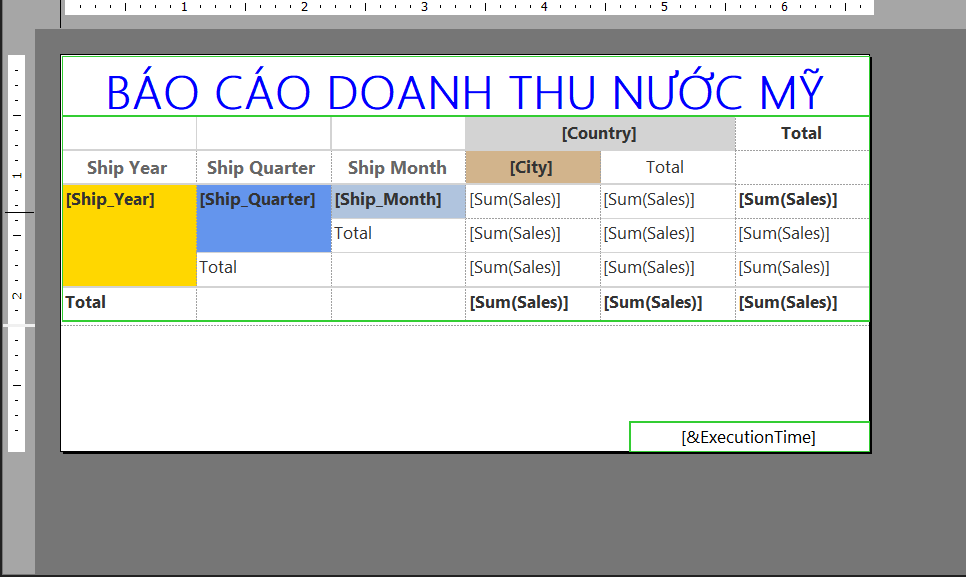 1 2 3 4 5 6
BÁO CÁO DOANH THU NƯỚC MỸ
[Country] Total
Ship Year Ship Quarter Ship Month [City] Total
[Ship_Year] [Ship_Quarter] [Ship_Month] [Sum(Sales)] [Sum(Sales)] [Sum(Sales)]
Total [Sum(Sales)] [Sum(Sales)] [Sum(Sales)]
Total [Sum(Sales)] [Sum(Sales)] [Sum(Sales)]
Total [Sum(Sales)] [Sum(Sales)] [Sum(Sales)]
[&ExecutionTime]
1
2
1